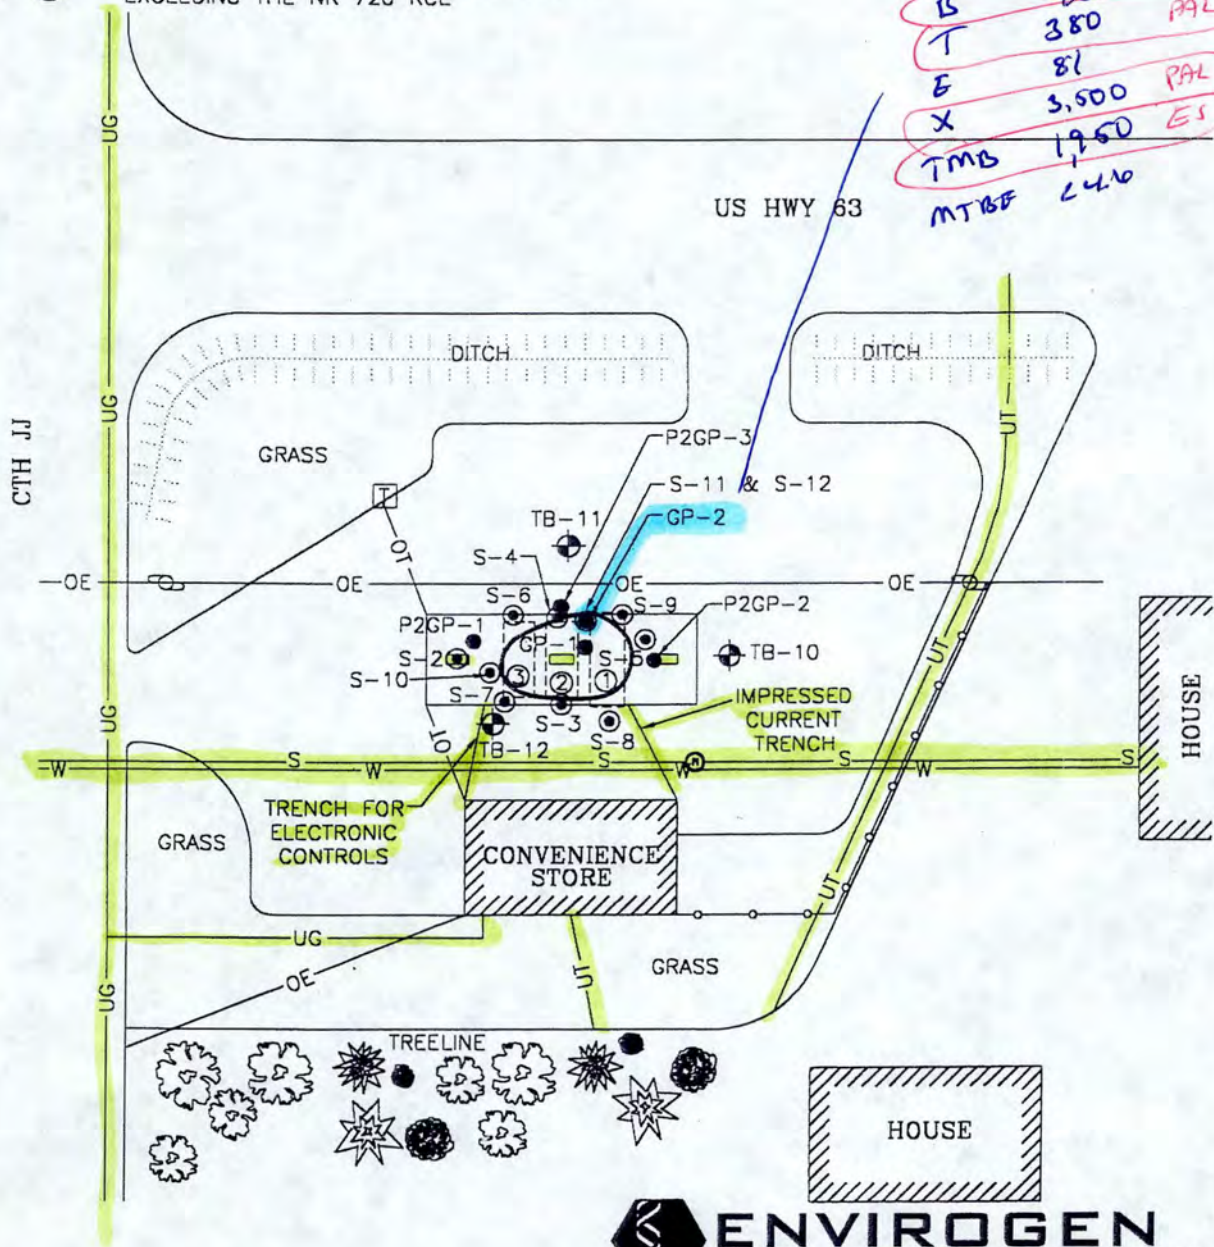 EXCEEDING THE NR 720 RCL
B
T 380 PAL
E 81
X 3,500 PAL
TMB 1,950 ES
MTBE
US HWY 63
UG
DITCH
DITCH
UG
UT
CTH JJ
GRASS
P2GP-3
T
S-11 & S-12
TB-11
GP-2
OT
S-4
OE
OE
OE
OE
S-6
S-9
P2GP-2
P2GP-1
GP-1
S-2
S-5
TB-10
UT
S-10
3
2
1
S-7
IMPRESSED
CURRENT
TRENCH
S-3
S-8
UG
OT
TB-12
HOUSE
W
S
W
S
W
M
S
W
S
TRENCH FOR
ELECTRONIC
CONTROLS
GRASS
CONVENIENCE
STORE
UT
UG
OE
UT
GRASS
UG
TREELINE
HOUSE
ENVIROGEN